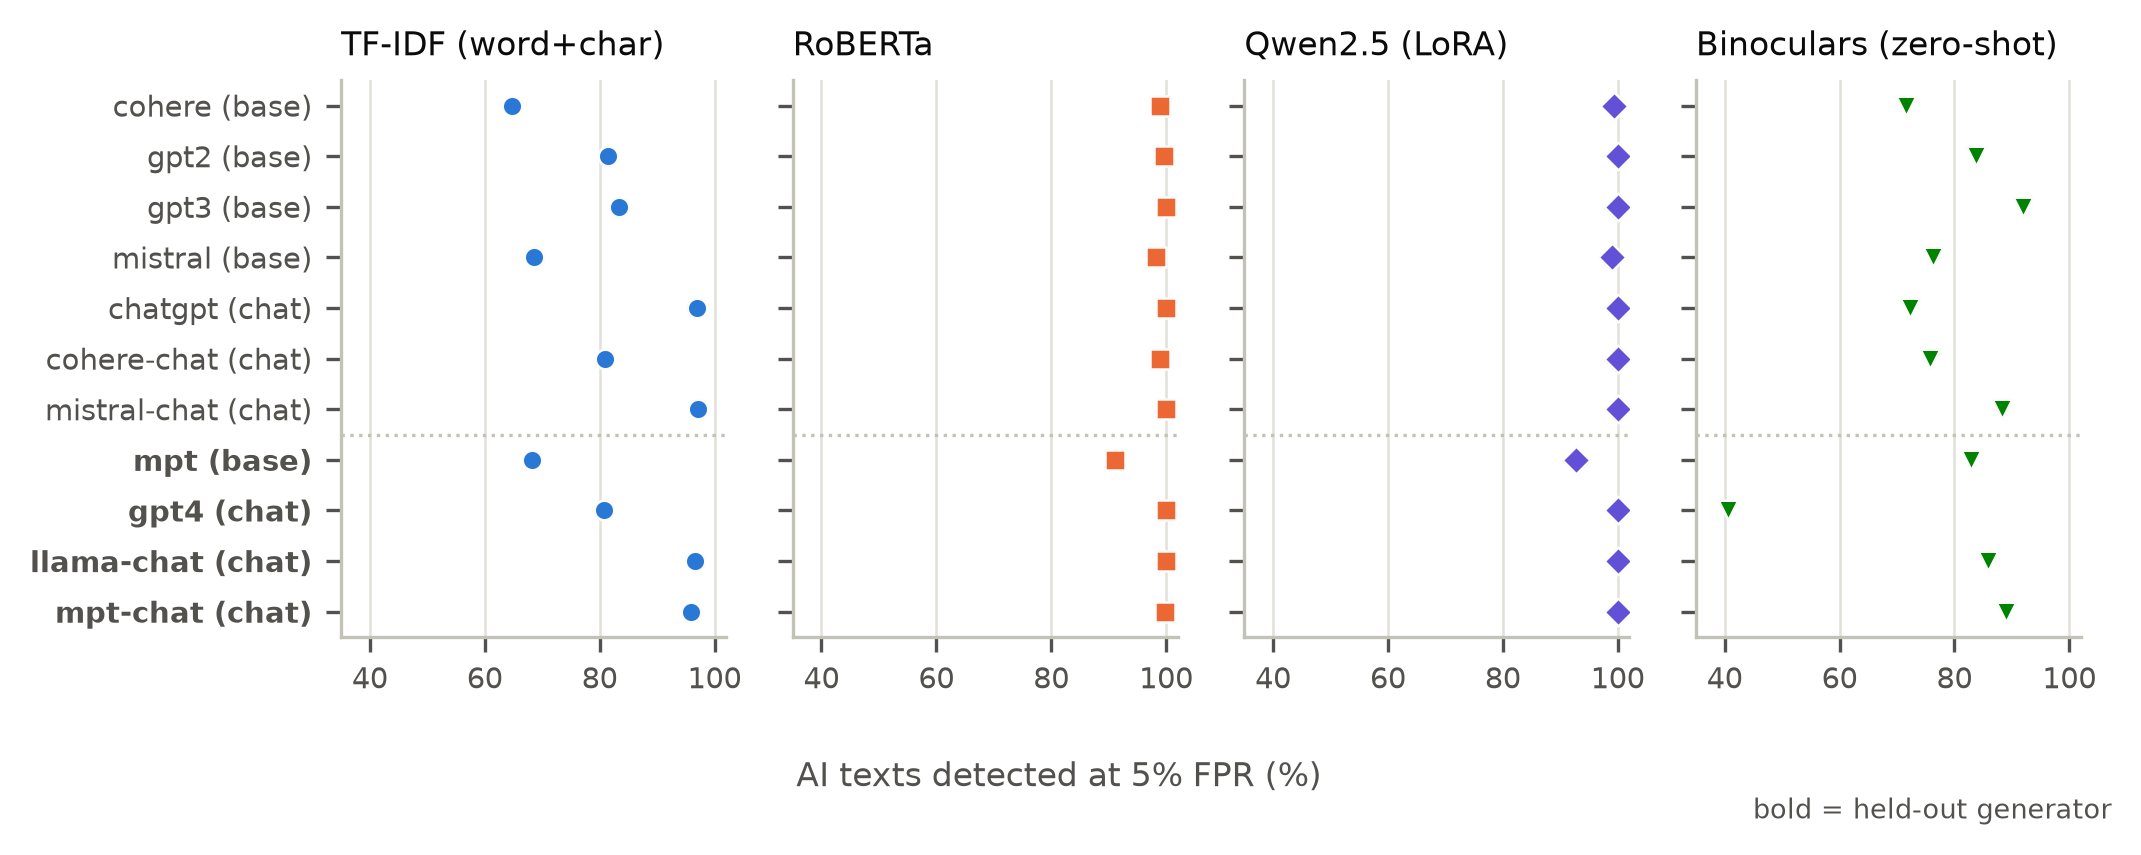 TF-IDF (word+char)
RoBERTa
Qwen2.5 (LoRA)
Binoculars (zero-shot)
cohere (base)
gpt2 (base)
gpt3 (base)
mistral (base)
chatgpt (chat)
cohere-chat (chat)
mistral-chat (chat)
mpt (base)
gpt4 (chat)
llama-chat (chat)
mpt-chat (chat)
40 60 80 100
40 60 80 100
40 60 80 100
40 60 80 100
AI texts detected at 5% FPR (%)
bold = held-out generator